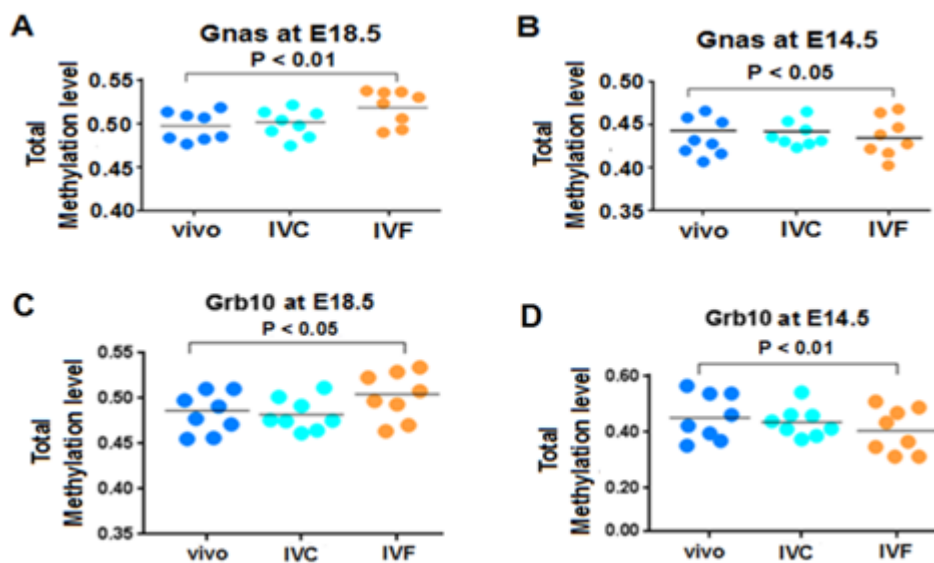 A
Gnas at E18.5
P < 0.01
Total
Methylation level
0.55
0.50
0.45
0.40
vivo IVC IVF
B
Gnas at E14.5
P < 0.05
Total
Methylation level
0.50
0.45
0.40
0.35
vivo IVC IVF
C
Grb10 at E18.5
P < 0.05
Total
Methylation level
0.55
0.50
0.45
0.35
vivo IVC IVF
D
Grb10 at E14.5
P < 0.01
Total
Methylation level
0.60
0.40
0.20
0.00
vivo IVC IVF